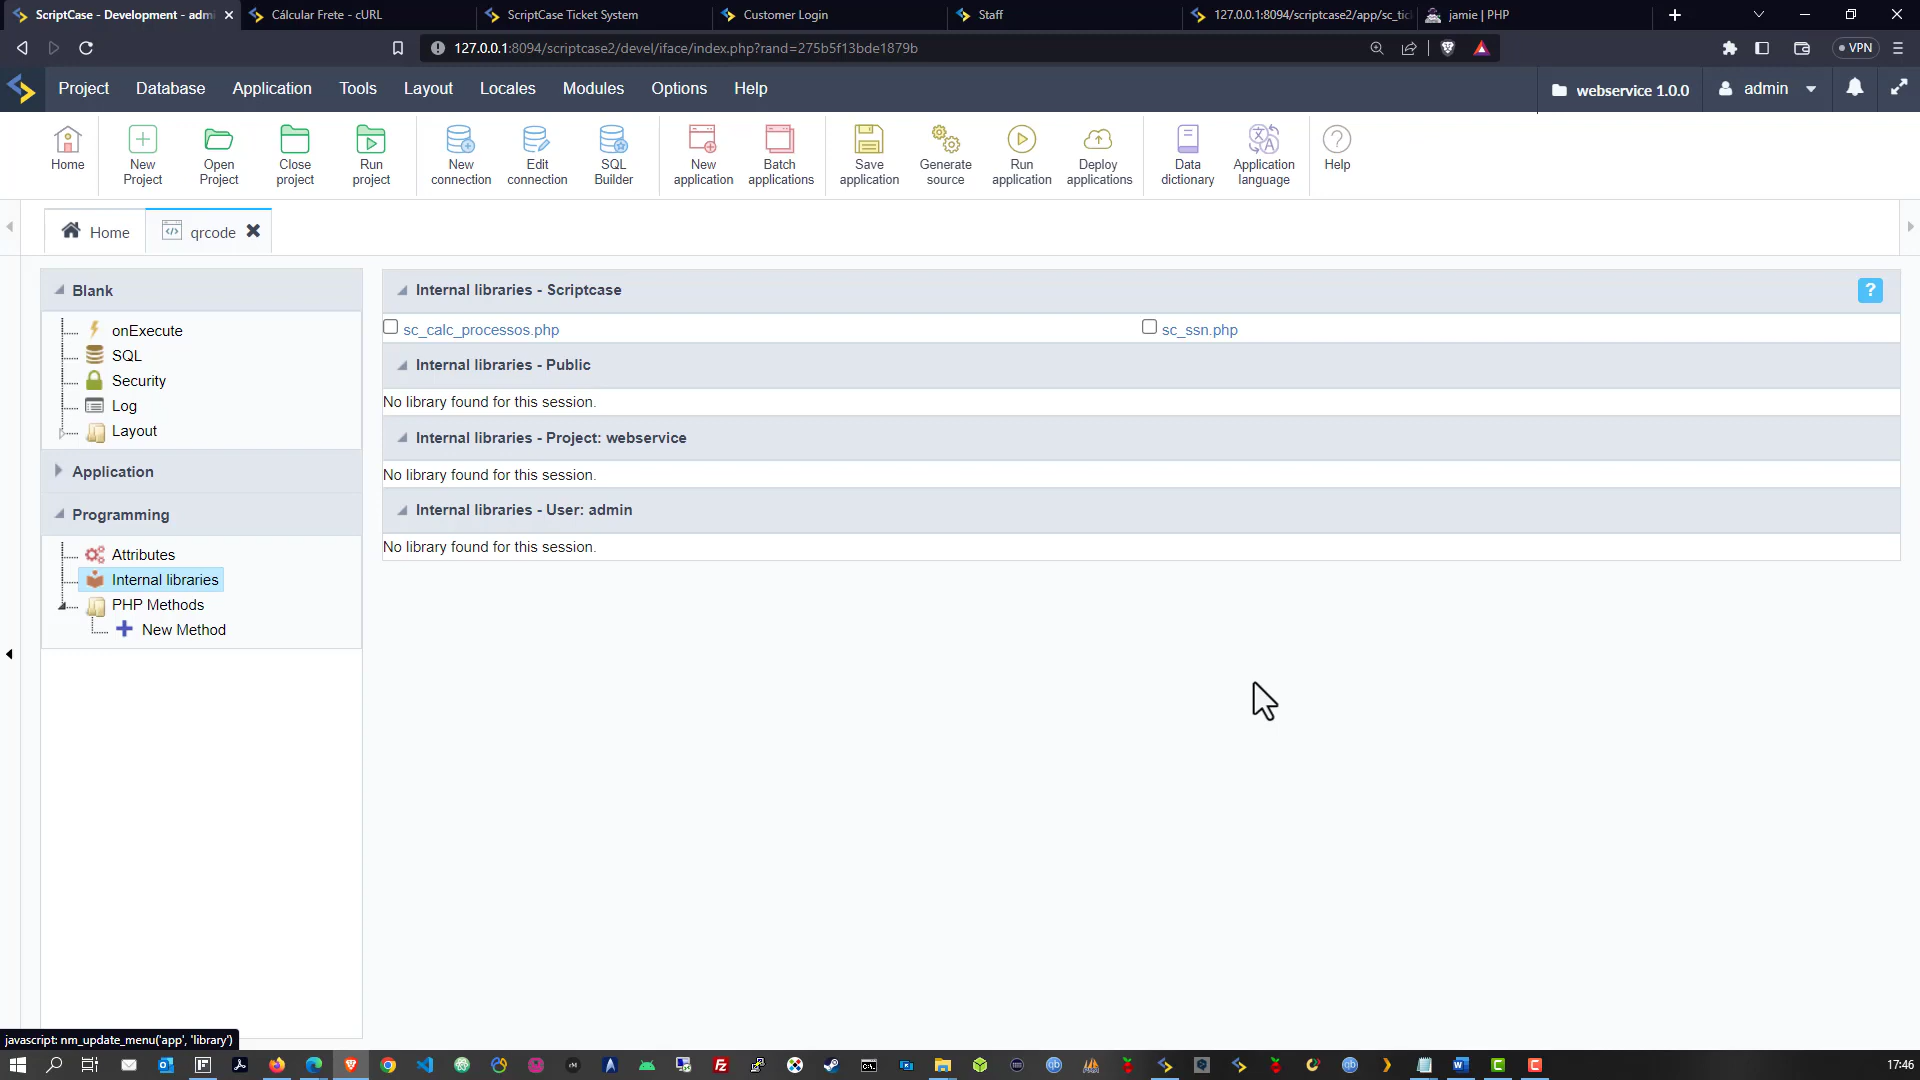 ScriptCase - Development - admi
Cálcular Frete - cURL
ScriptCase Ticket System
Customer Login
Staff
127.0.0.1:8094/scriptcase2/app/sc_tic
jamie | PHP
127.0.0.1:8094/scriptcase2/devel/iface/index.php?rand=275b5f13bde1879b
VPN
Project
Database
Application
Tools
Layout
Locales
Modules
Options
Help
webservice 1.0.0
admin
Home
New
Project
Open
Project
Close
project
Run
project
New
connection
Edit
connection
SQL
Builder
New
application
Batch
applications
Save
application
Generate
source
Run
application
Deploy
applications
Data
dictionary
Application
language
Help
Home
qrcode
Blank
onExecute
SQL
Security
Log
Layout
Application
Programming
Attributes
Internal libraries
PHP Methods
New Method
Internal libraries - Scriptcase
?
sc_calc_processos.php
sc_ssn.php
Internal libraries - Public
No library found for this session.
Internal libraries - Project: webservice
No library found for this session.
Internal libraries - User: admin
No library found for this session.
javascript: nm_update_menu('app', 'library')
17:46